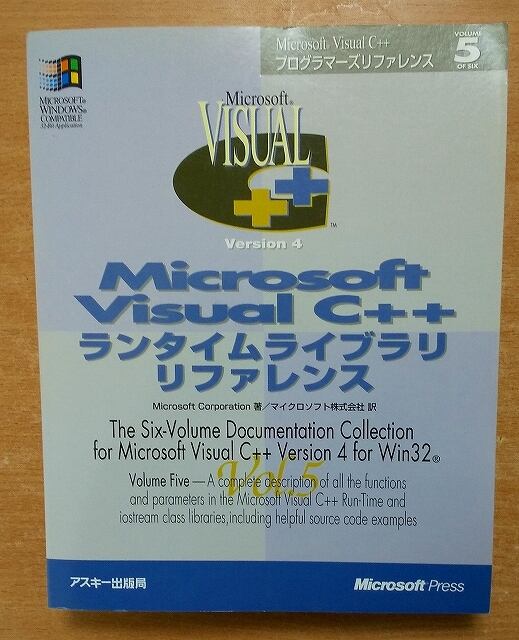 Microsoft Visual C++
プログラマーズリファレンス
VOLUME
5
OF SIX
MICROSOFT®
WINDOWS®
COMPATIBLE
32-Bit Application
Microsoft®
VISUAL
C++
™
Version 4
Microsoft
Visual C++
ランタイムライブラリ
リファレンス
Microsoft Corporation 著／マイクロソフト株式会社 訳
The Six-Volume Documentation Collection
for Microsoft Visual C++ Version 4 for Win32®
Vol.5
Volume Five — A complete description of all the functions
and parameters in the Microsoft Visual C++ Run-Time and
iostream class libraries,including helpful source code examples
アスキー出版局
Microsoft Press